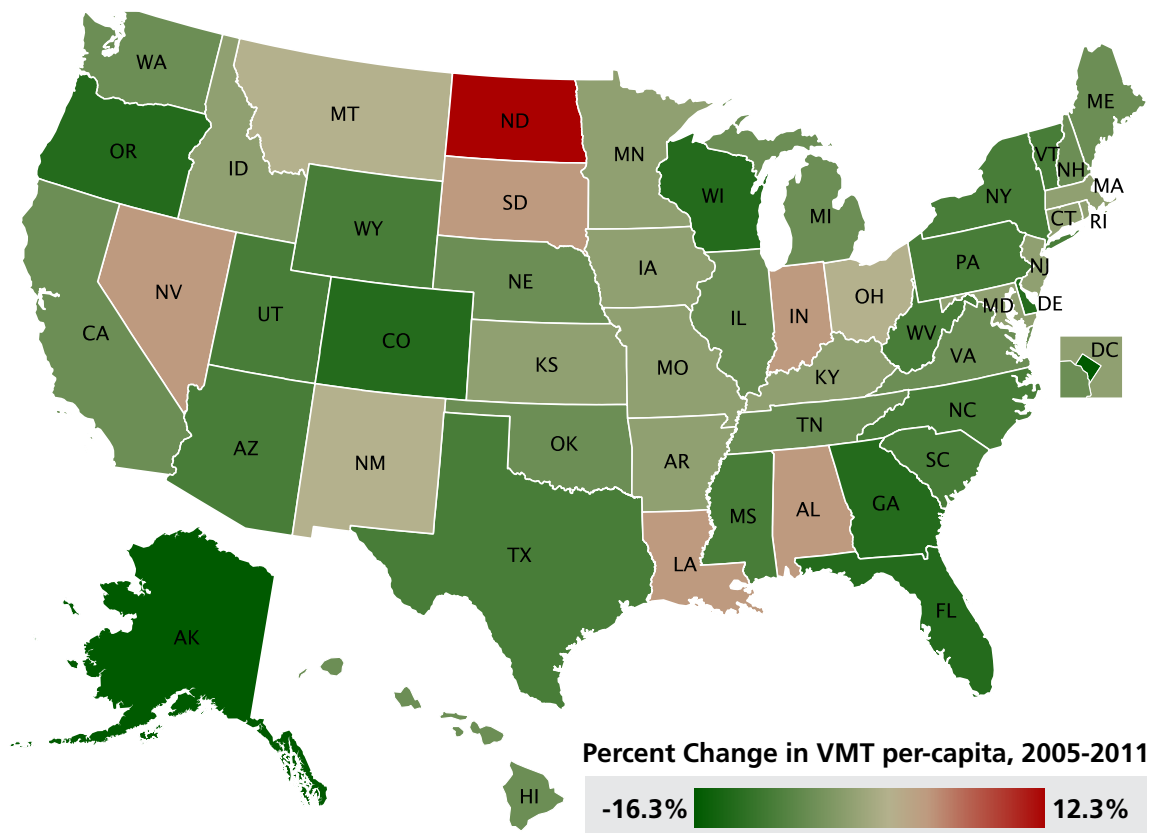 WA
MT
ND
MN
ME
OR
ID
SD
WI
VT
NH
MA
WY
MI
NY
CT
RI
NE
IA
PA
NJ
NV
UT
CO
IL
IN
OH
MD
DE
CA
KS
MO
KY
WV
VA
DC
AZ
NM
OK
AR
TN
NC
SC
TX
MS
AL
GA
LA
FL
AK
HI
Percent Change in VMT per-capita, 2005-2011
-16.3% 12.3%